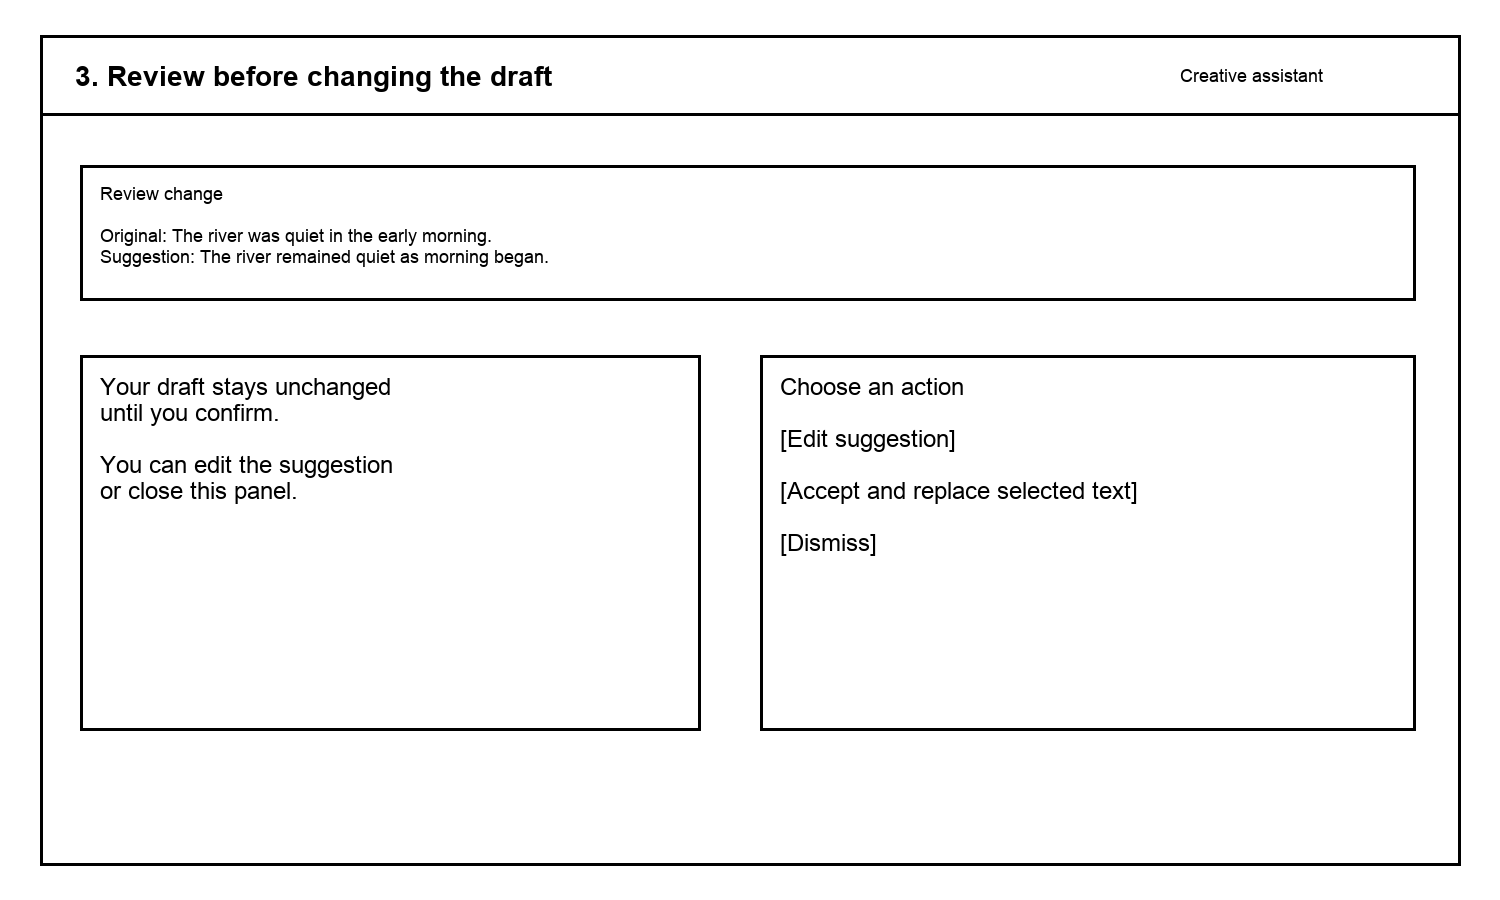 3. Review before changing the draft
Creative assistant
Review change
Original: The river was quiet in the early morning.
Suggestion: The river remained quiet as morning began.
Your draft stays unchanged
until you confirm.
You can edit the suggestion
or close this panel.
Choose an action
[Edit suggestion]
[Accept and replace selected text]
[Dismiss]